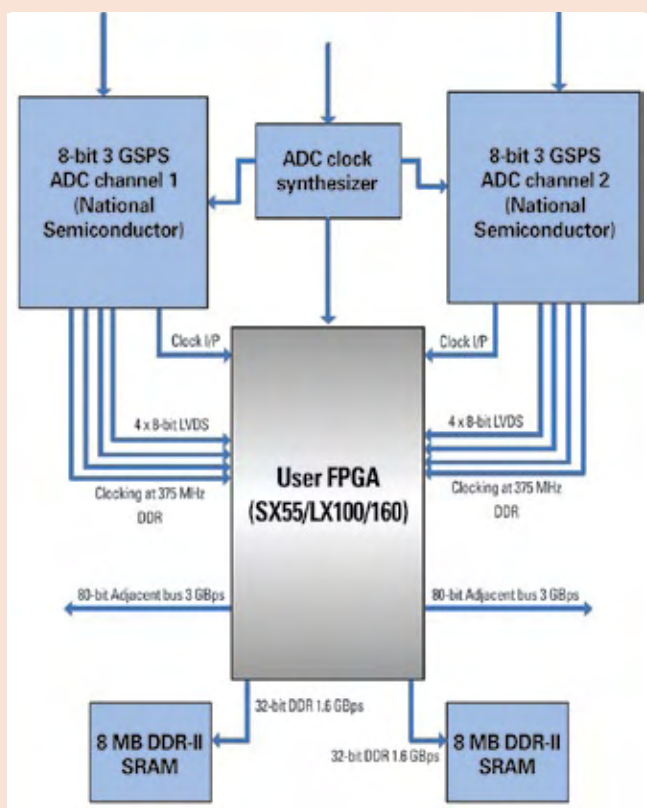 8-bit 3 GSPS
ADC channel 1
(National
Semiconductor)
ADC clock
synthesizer
8-bit 3 GSPS
ADC channel 2
(National
Semiconductor)
Clock I/P
Clock I/P
4 x 8-bit LVDS
4 x 8-bit LVDS
User FPGA
(SX55/LX100/160)
Clocking at 375 MHz
DDR
Clocking at 375 MHz
DDR
80-bit Adjacent bus 3 GBps
80-bit Adjacent bus 3 GBps
32-bit DDR 1.6 GBps
32-bit DDR 1.6 GBps
8 MB DDR-II
SRAM
8 MB DDR-II
SRAM